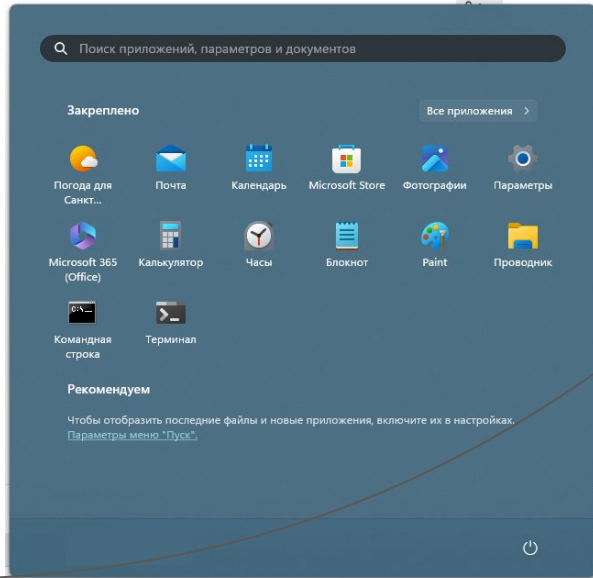 Поиск приложений, параметров и документов
Закреплено
Все приложения
Погода для
Санкт...
Почта
Календарь
Microsoft Store
Фотографии
Параметры
Microsoft 365
(Office)
Калькулятор
Часы
Блокнот
Paint
Проводник
Командная
строка
Терминал
Рекомендуем
Чтобы отобразить последние файлы и новые приложения, включите их в настройках.
Параметры меню "Пуск".